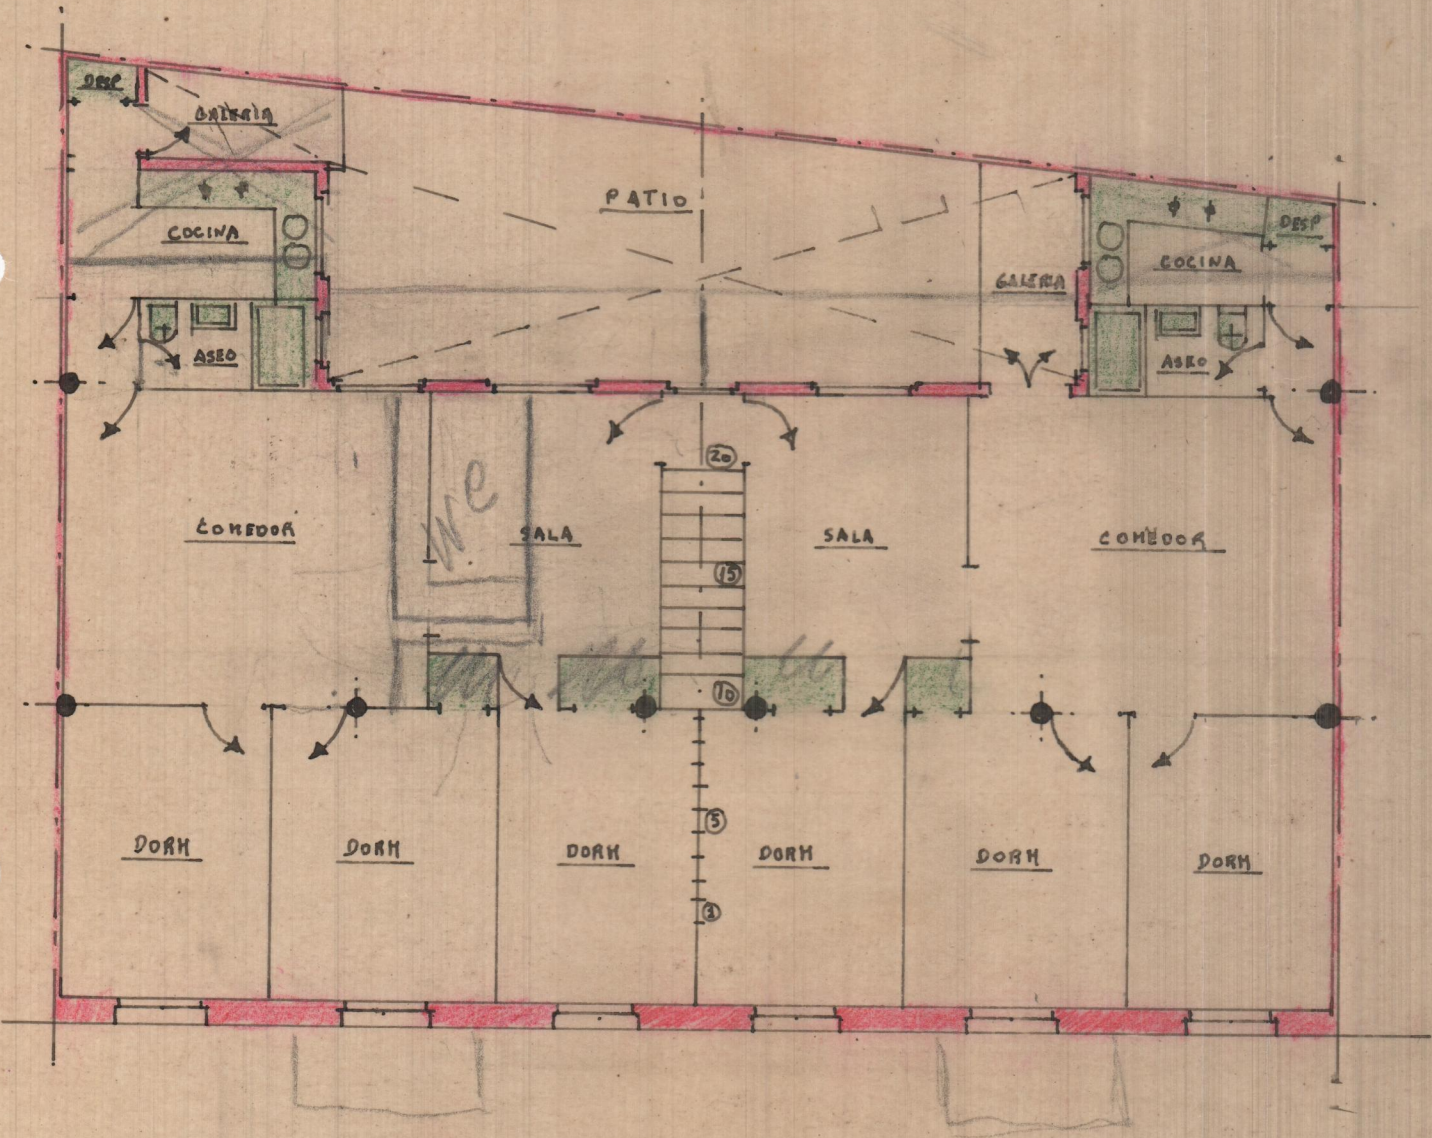 DESP
GALERIA
PATIO
COCINA
DESP
COCINA
GALERIA
ASEO
ASEO
20
COMEDOR
SALA
SALA
COMEDOR
15
10
5
DORM
DORM
DORM
DORM
DORM
DORM